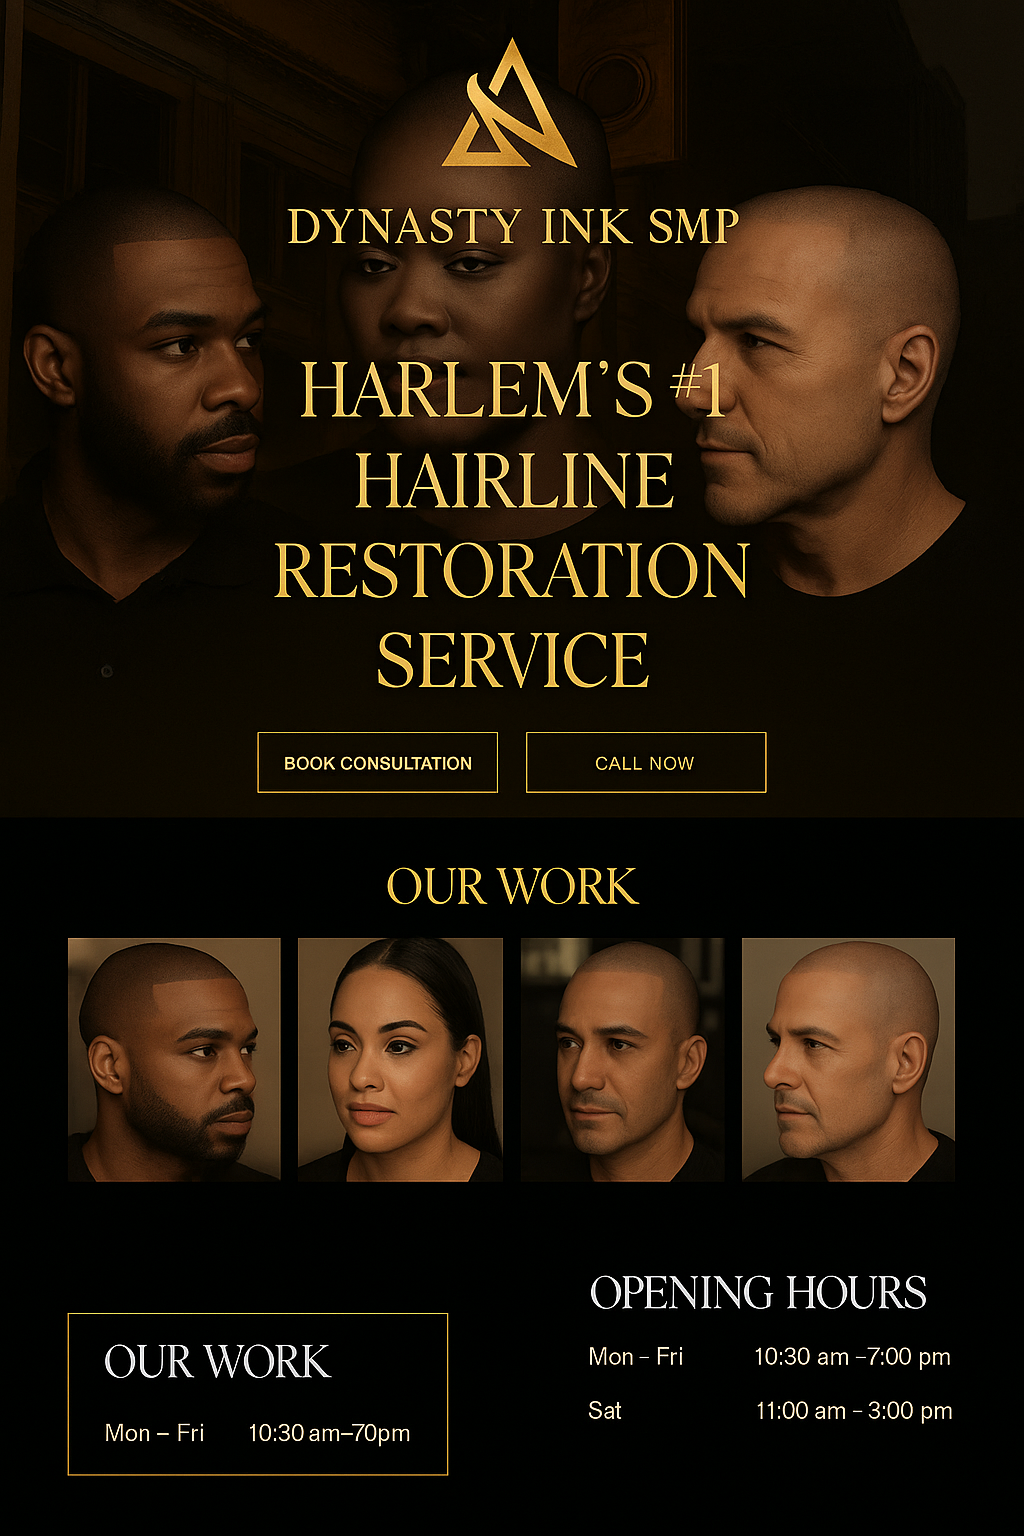 DYNASTY INK SMP
HARLEM’S #1
HAIRLINE
RESTORATION
SERVICE
BOOK CONSULTATION
CALL NOW
OUR WORK
OUR WORK
Mon – Fri 10:30 am–70pm
OPENING HOURS
Mon – Fri 10:30 am –7:00 pm
Sat 11:00 am – 3:00 pm